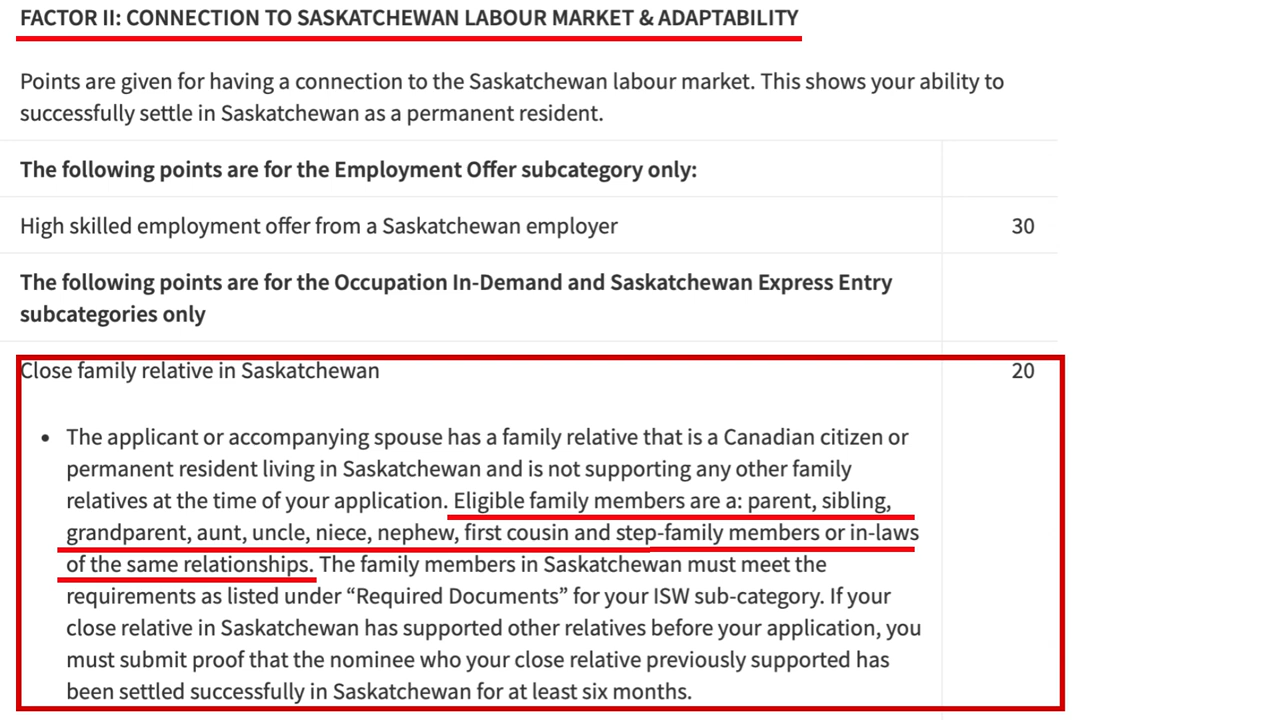 FACTOR II: CONNECTION TO SASKATCHEWAN LABOUR MARKET & ADAPTABILITY
Points are given for having a connection to the Saskatchewan labour market. This shows your ability to
successfully settle in Saskatchewan as a permanent resident.
The following points are for the Employment Offer subcategory only:
High skilled employment offer from a Saskatchewan employer 30
The following points are for the Occupation In-Demand and Saskatchewan Express Entry
subcategories only
Close family relative in Saskatchewan 20
• The applicant or accompanying spouse has a family relative that is a Canadian citizen or
permanent resident living in Saskatchewan and is not supporting any other family
relatives at the time of your application. Eligible family members are a: parent, sibling,
grandparent, aunt, uncle, niece, nephew, first cousin and step-family members or in-laws
of the same relationships. The family members in Saskatchewan must meet the
requirements as listed under “Required Documents” for your ISW sub-category. If your
close relative in Saskatchewan has supported other relatives before your application, you
must submit proof that the nominee who your close relative previously supported has
been settled successfully in Saskatchewan for at least six months.